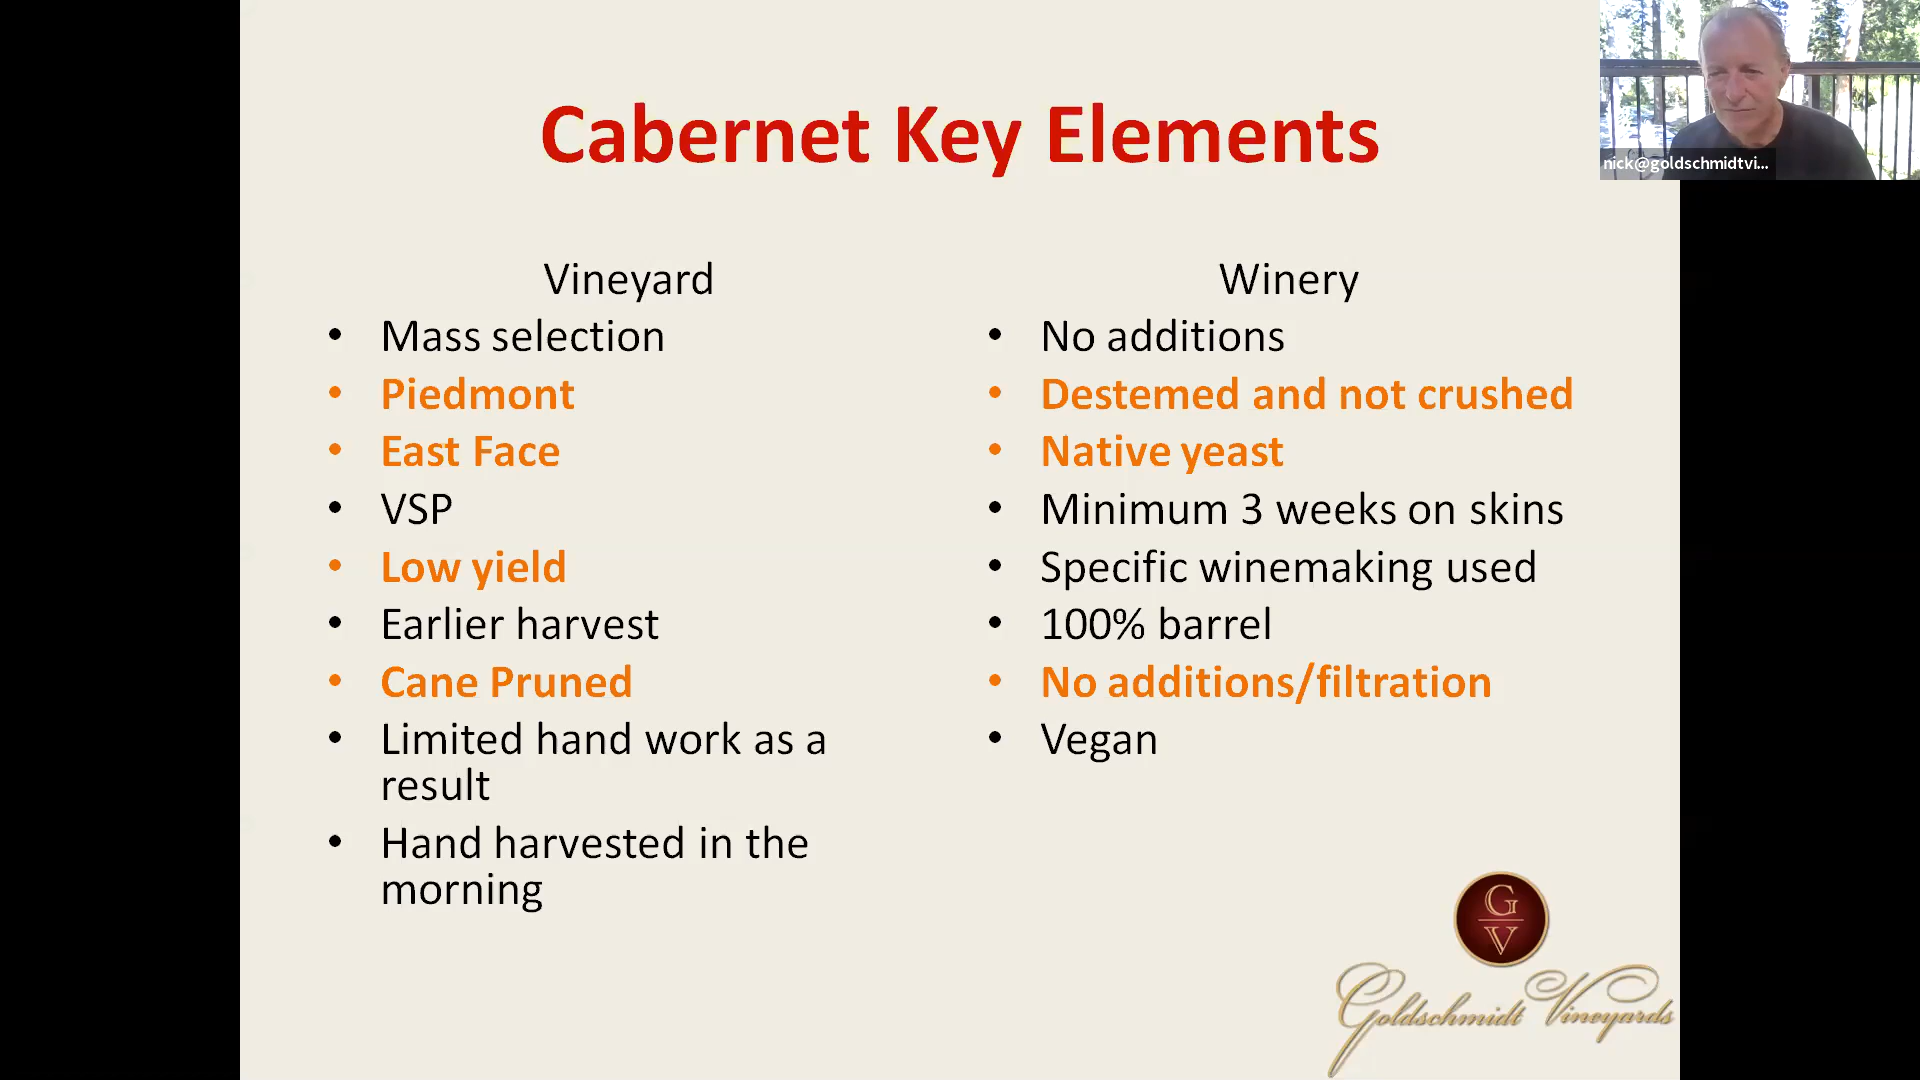 Cabernet Key Elements
nick@goldschmidtvi...
Vineyard
• Mass selection
• Piedmont
• East Face
• VSP
• Low yield
• Earlier harvest
• Cane Pruned
• Limited hand work as a
result
• Hand harvested in the
morning
Winery
• No additions
• Destemed and not crushed
• Native yeast
• Minimum 3 weeks on skins
• Specific winemaking used
• 100% barrel
• No additions/filtration
• Vegan
G
V
Goldschmidt Vineyards